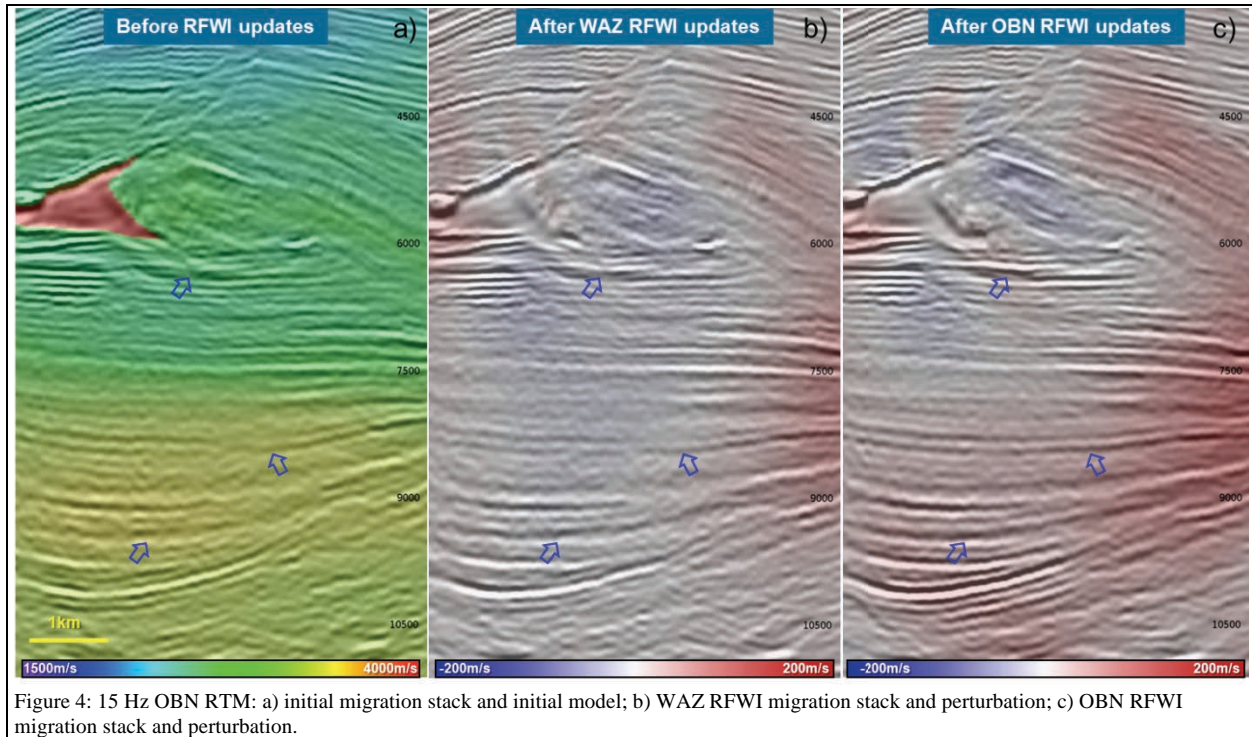 Before RFWI updates
a)
After WAZ RFWI updates
b)
After OBN RFWI updates
c)
4500
4500
4500
6000
6000
6000
7500
7500
7500
9000
9000
9000
1km
10500
10500
10500
1500m/s
4000m/s
-200m/s
200m/s
-200m/s
200m/s
Figure 4: 15 Hz OBN RTM: a) initial migration stack and initial model; b) WAZ RFWI migration stack and perturbation; c) OBN RFWI
migration stack and perturbation.